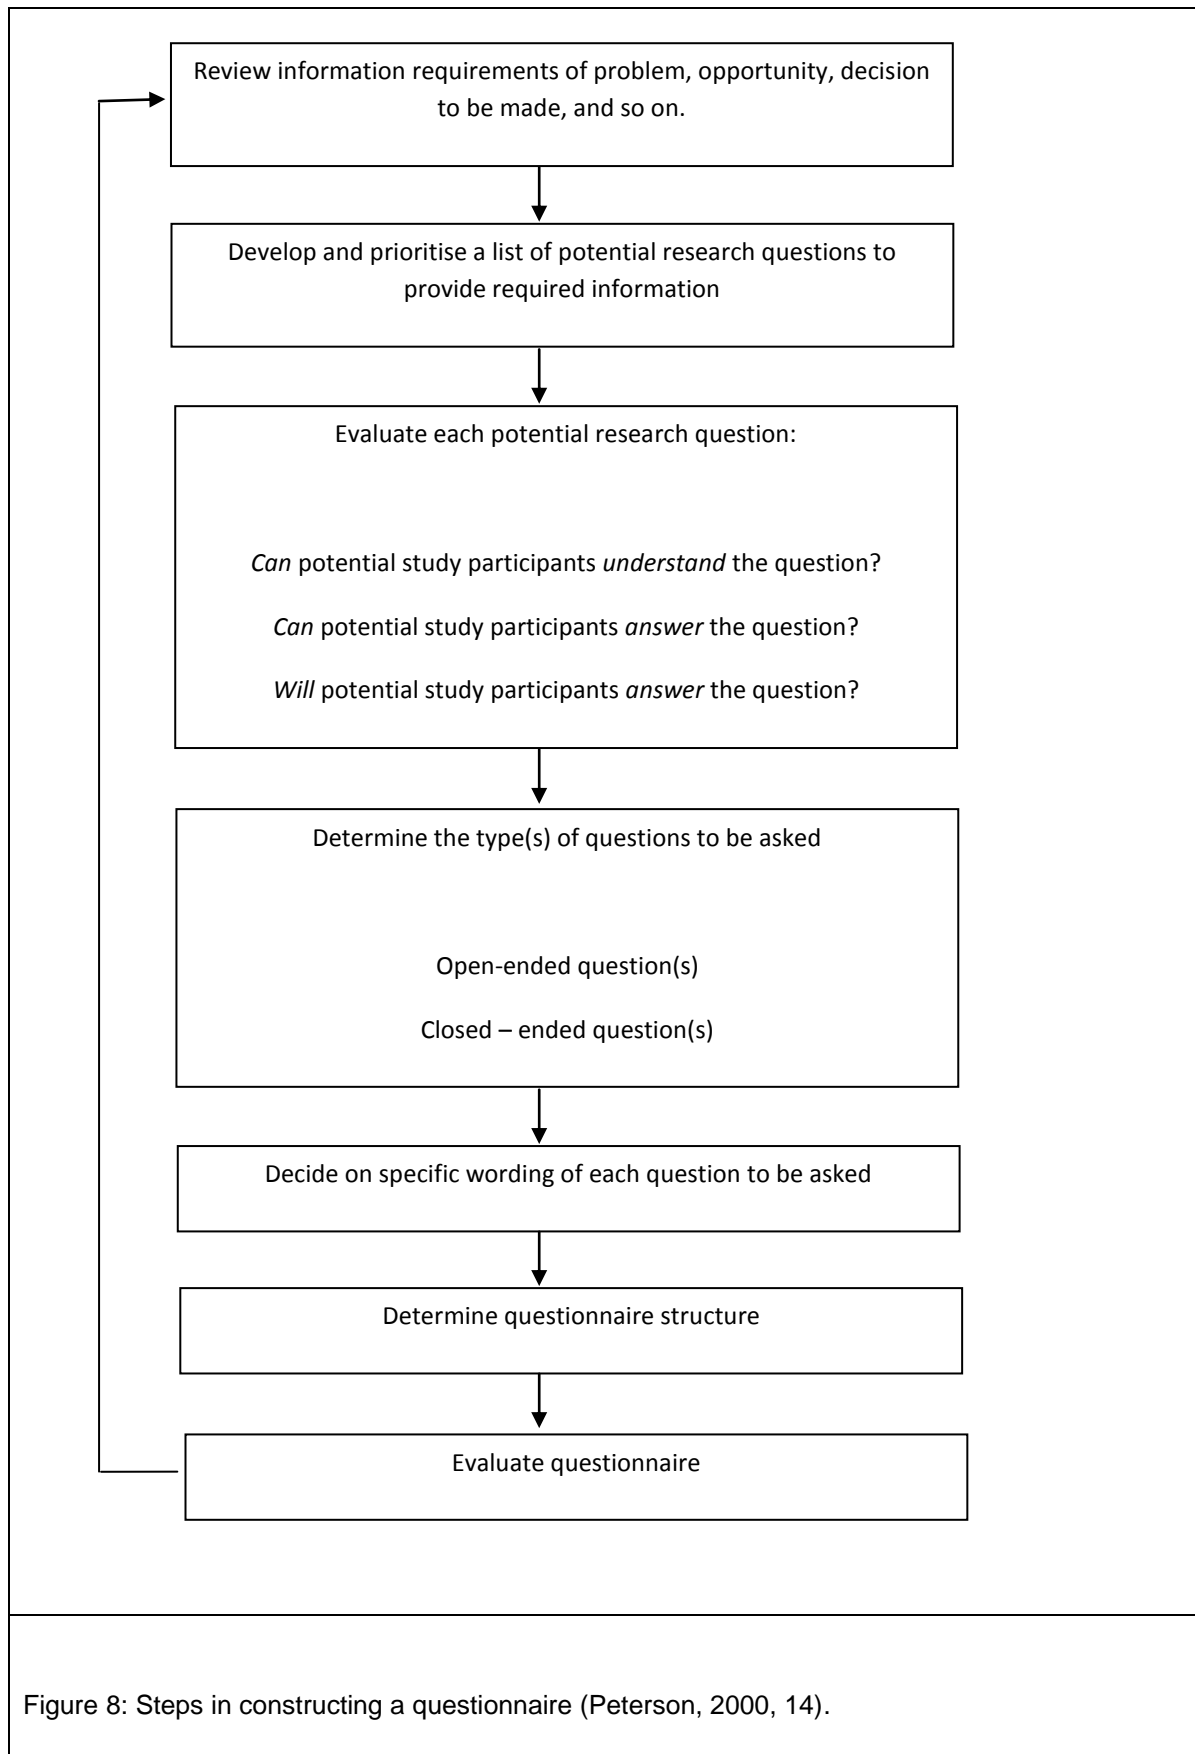 Review information requirements of problem, opportunity, decision
to be made, and so on.
Develop and prioritise a list of potential research questions to
provide required information
Evaluate each potential research question:
Can potential study participants understand the question?
Can potential study participants answer the question?
Will potential study participants answer the question?
Determine the type(s) of questions to be asked
Open-ended question(s)
Closed – ended question(s)
Decide on specific wording of each question to be asked
Determine questionnaire structure
Evaluate questionnaire
Figure 8: Steps in constructing a questionnaire (Peterson, 2000, 14).